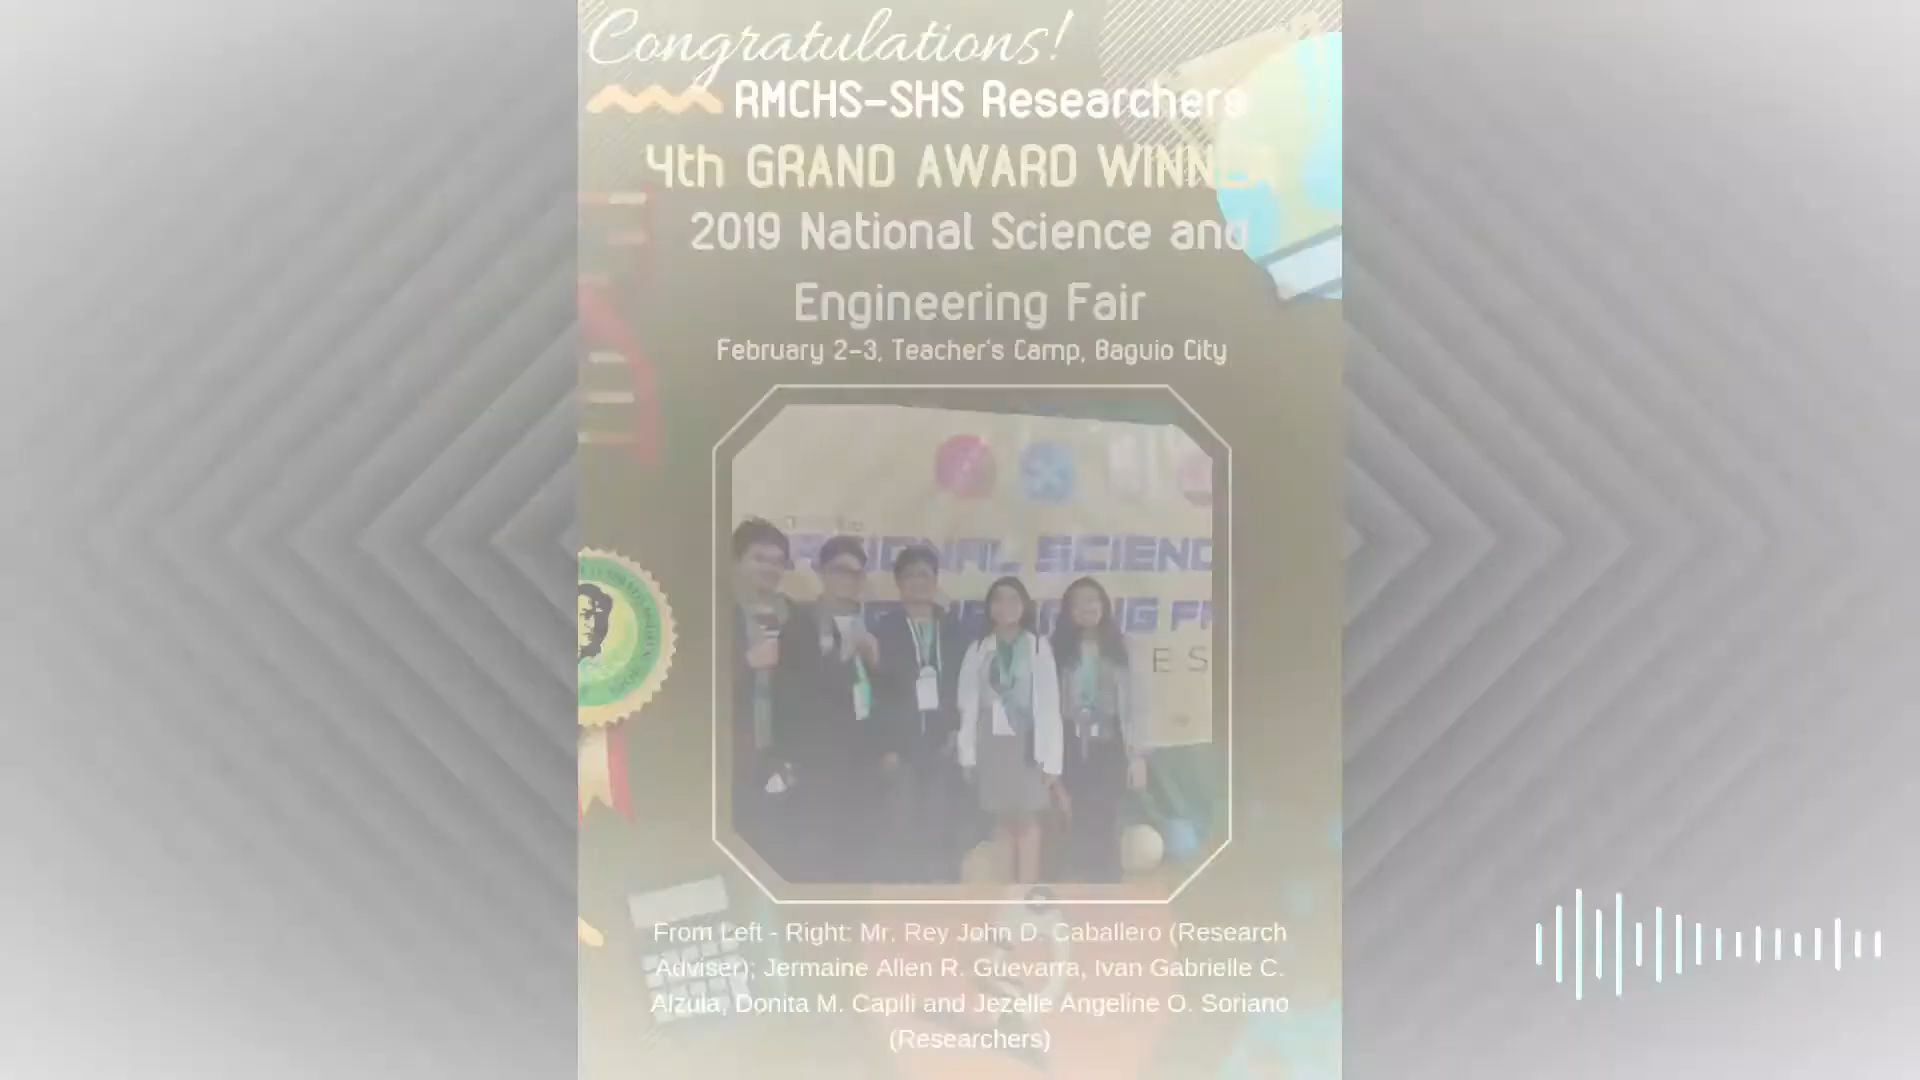 Congratulations!
RMCHS-SHS Researchers
4th GRAND AWARD WINNER
2019 National Science and
Engineering Fair
February 2-3, Teacher's Camp, Baguio City
SCIENC
E S
From Left - Right: Mr. Rey John D. Caballero (Research
Adviser); Jermaine Allen R. Guevarra, Ivan Gabrielle C.
Alzula, Donita M. Capili and Jezelle Angeline O. Soriano
(Researchers)